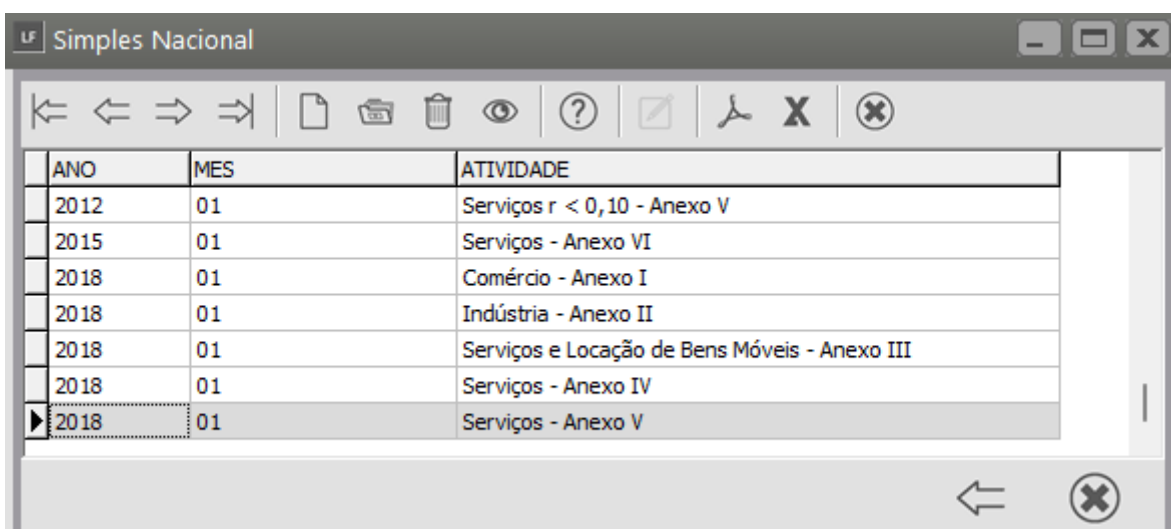 LF Simples Nacional
ANO MES ATIVIDADE
2012 01 Serviços r < 0,10 - Anexo V
2015 01 Serviços - Anexo VI
2018 01 Comércio - Anexo I
2018 01 Indústria - Anexo II
2018 01 Serviços e Locação de Bens Móveis - Anexo III
2018 01 Serviços - Anexo IV
2018 01 Serviços - Anexo V